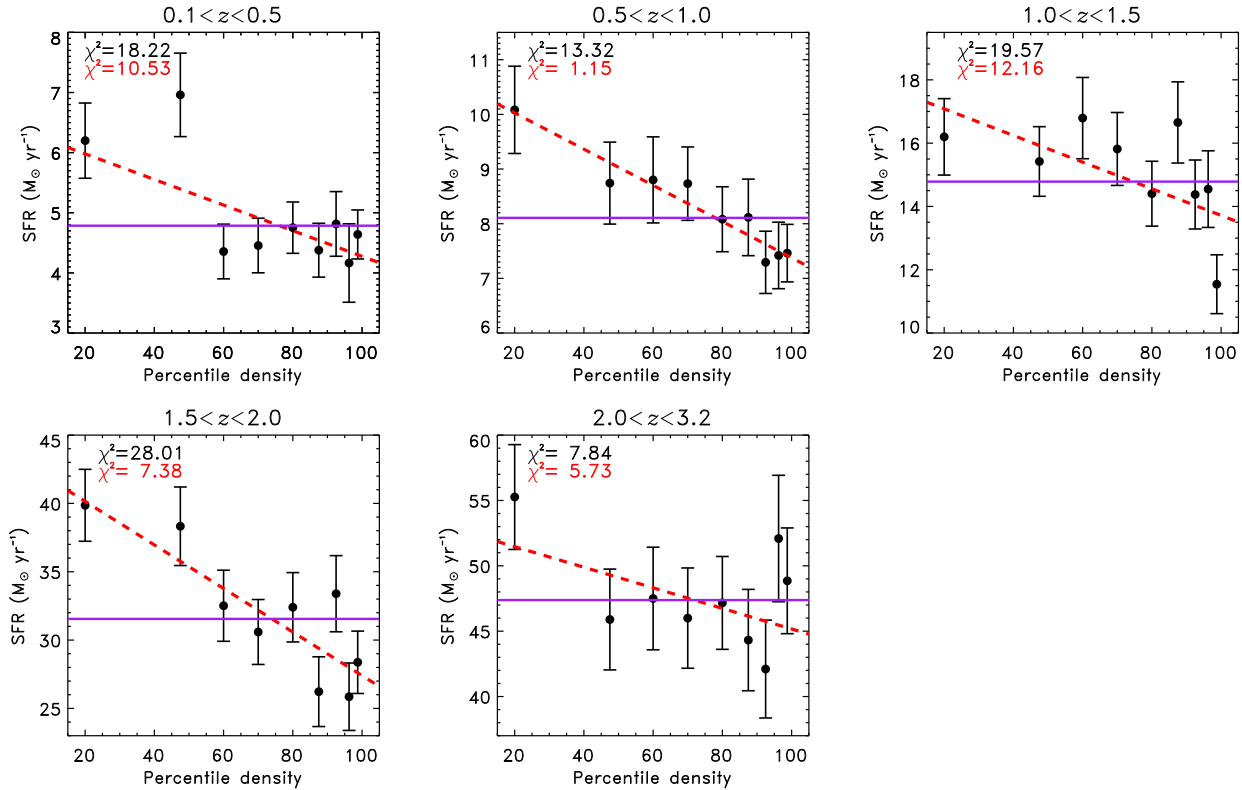 0.1<z<0.5
χ²=18.22
χ²=10.53
8
7
6
5
4
3
SFR (M⊙ yr⁻¹)
20 40 60 80 100
Percentile density
0.5<z<1.0
χ²=13.32
χ²= 1.15
11
10
9
8
7
6
SFR (M⊙ yr⁻¹)
20 40 60 80 100
Percentile density
1.0<z<1.5
χ²=19.57
χ²=12.16
18
16
14
12
10
SFR (M⊙ yr⁻¹)
20 40 60 80 100
Percentile density
1.5<z<2.0
χ²=28.01
χ²= 7.38
45
40
35
30
25
SFR (M⊙ yr⁻¹)
20 40 60 80 100
Percentile density
2.0<z<3.2
χ²= 7.84
χ²= 5.73
60
55
50
45
40
SFR (M⊙ yr⁻¹)
20 40 60 80 100
Percentile density